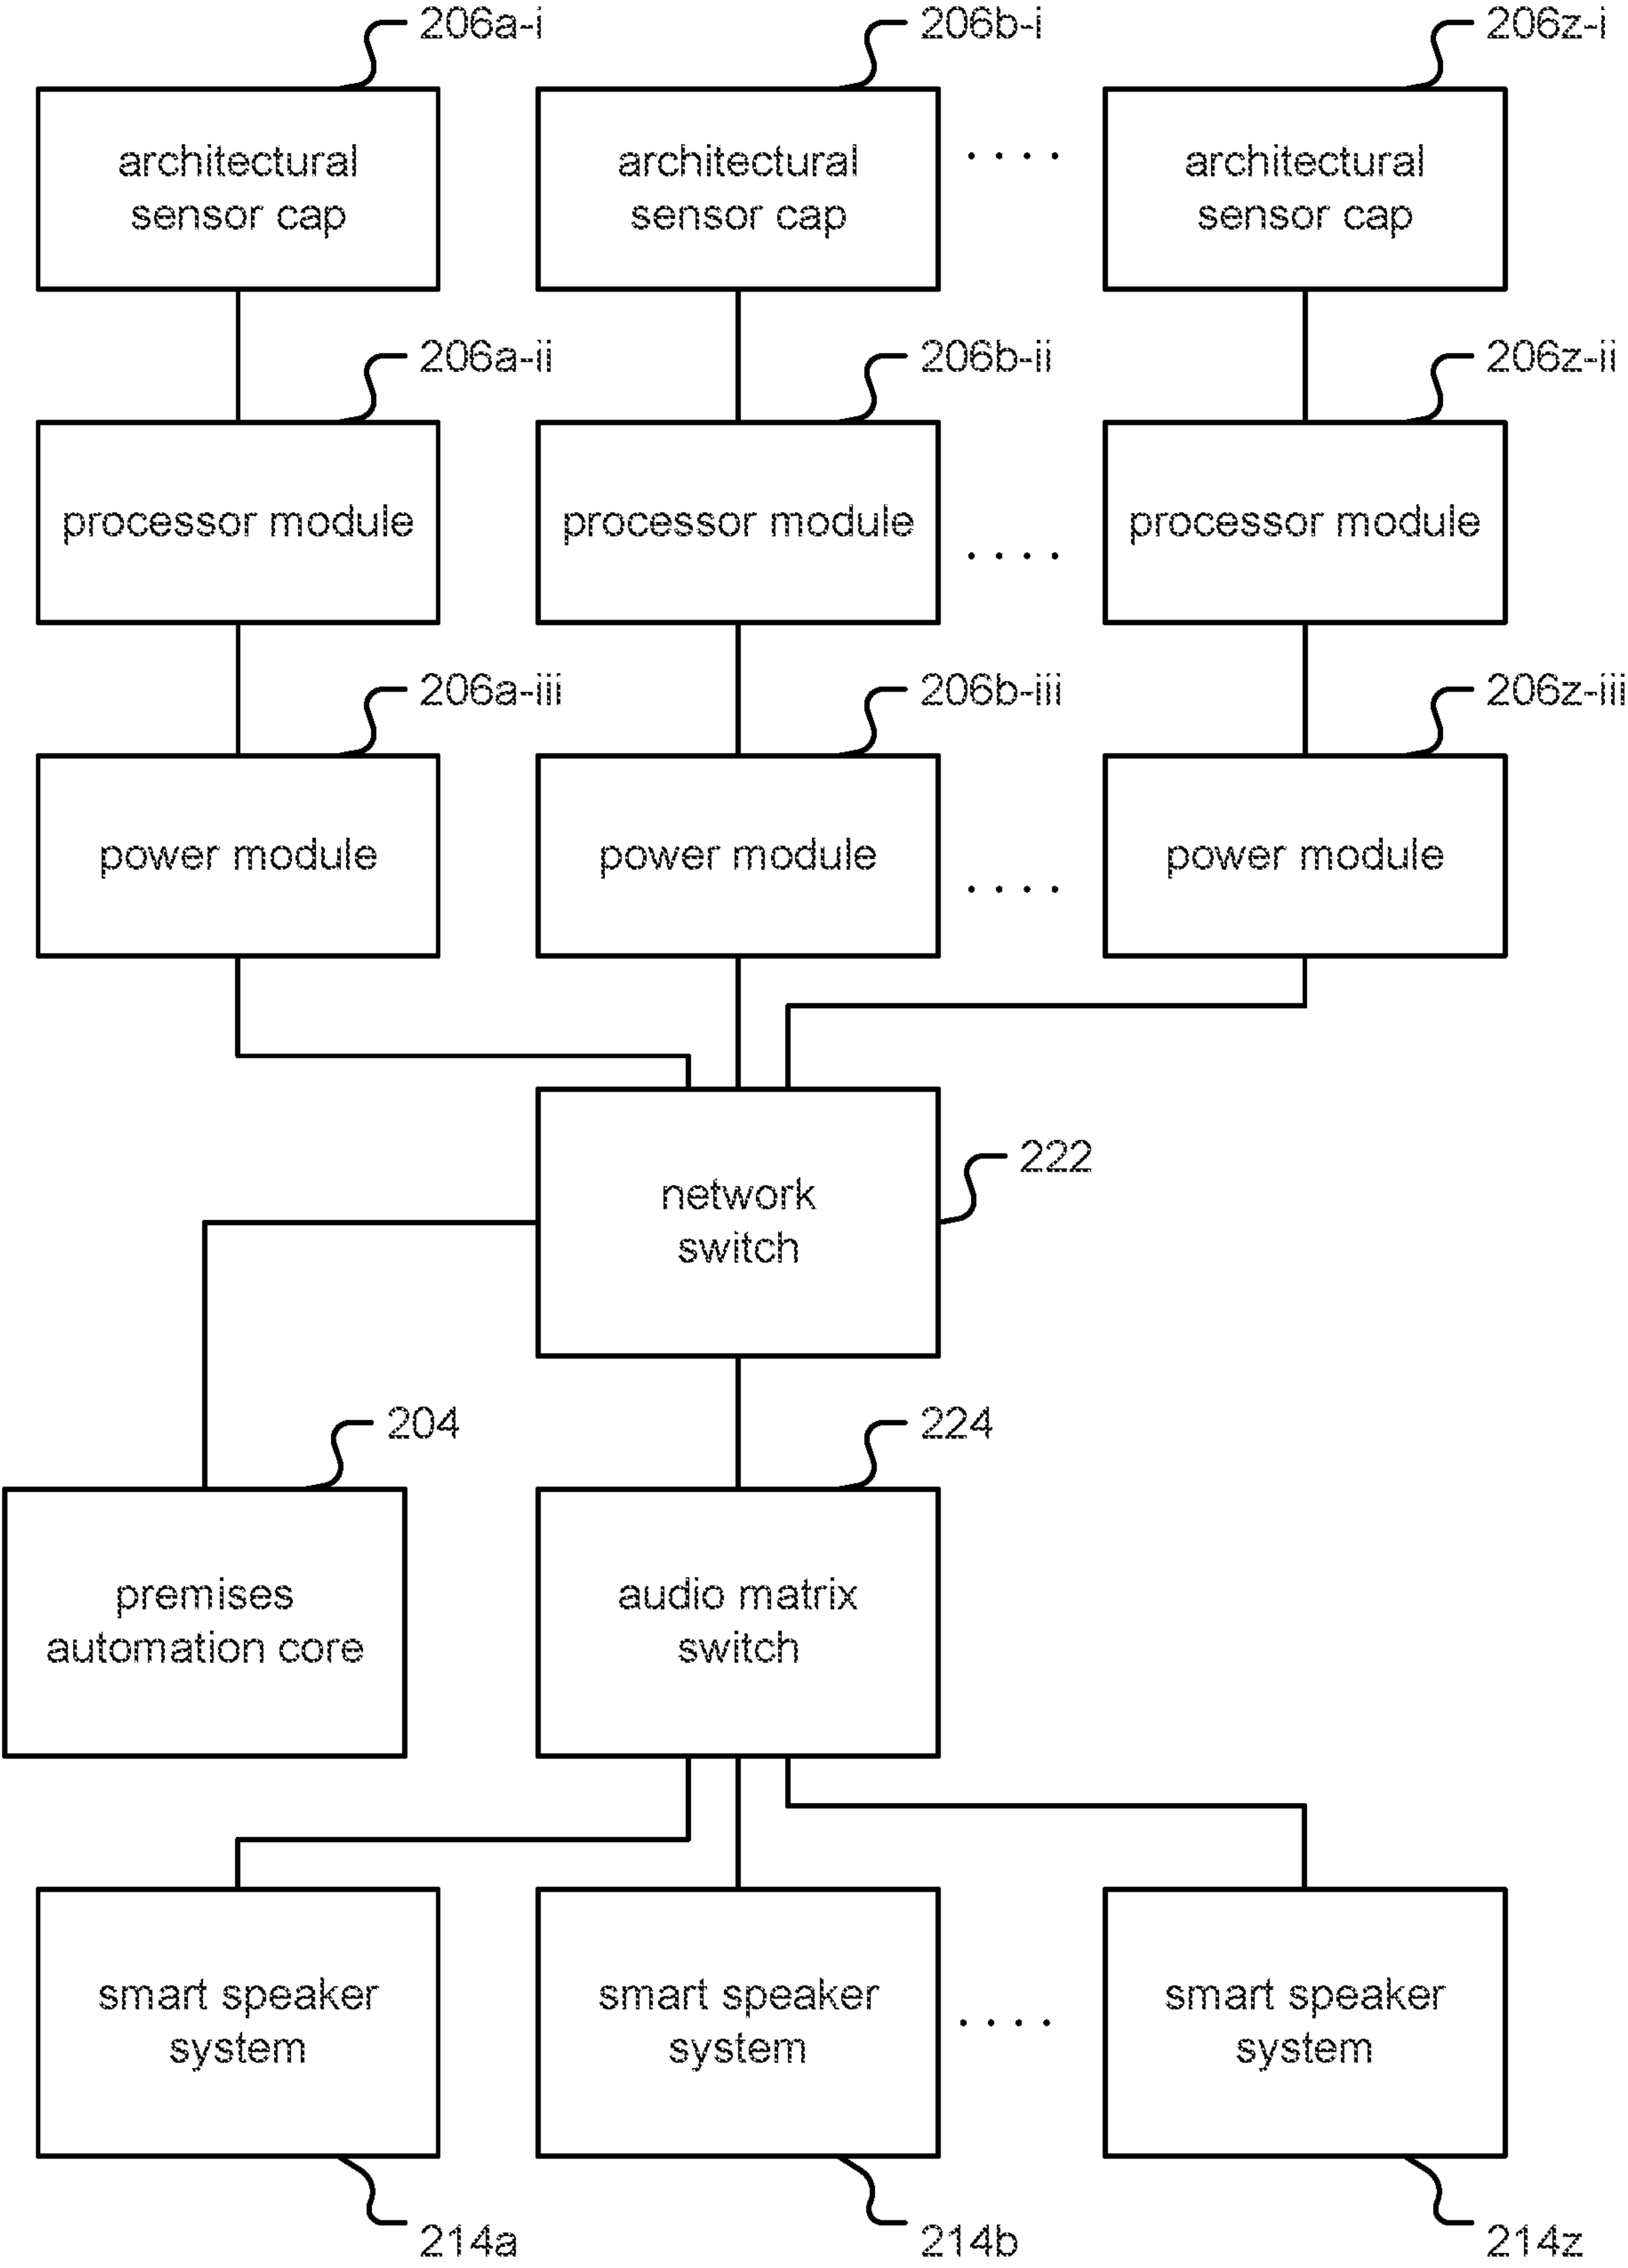 206a-i
206b-i
206z-i
architectural
sensor cap
architectural
sensor cap
. . . .
architectural
sensor cap
206a-ii
206b-ii
206z-ii
processor module
processor module
. . . .
processor module
206a-iii
206b-iii
206z-iii
power module
power module
. . . .
power module
222
network
switch
204
224
premises
automation core
audio matrix
switch
smart speaker
system
smart speaker
system
. . . .
smart speaker
system
214a
214b
214z